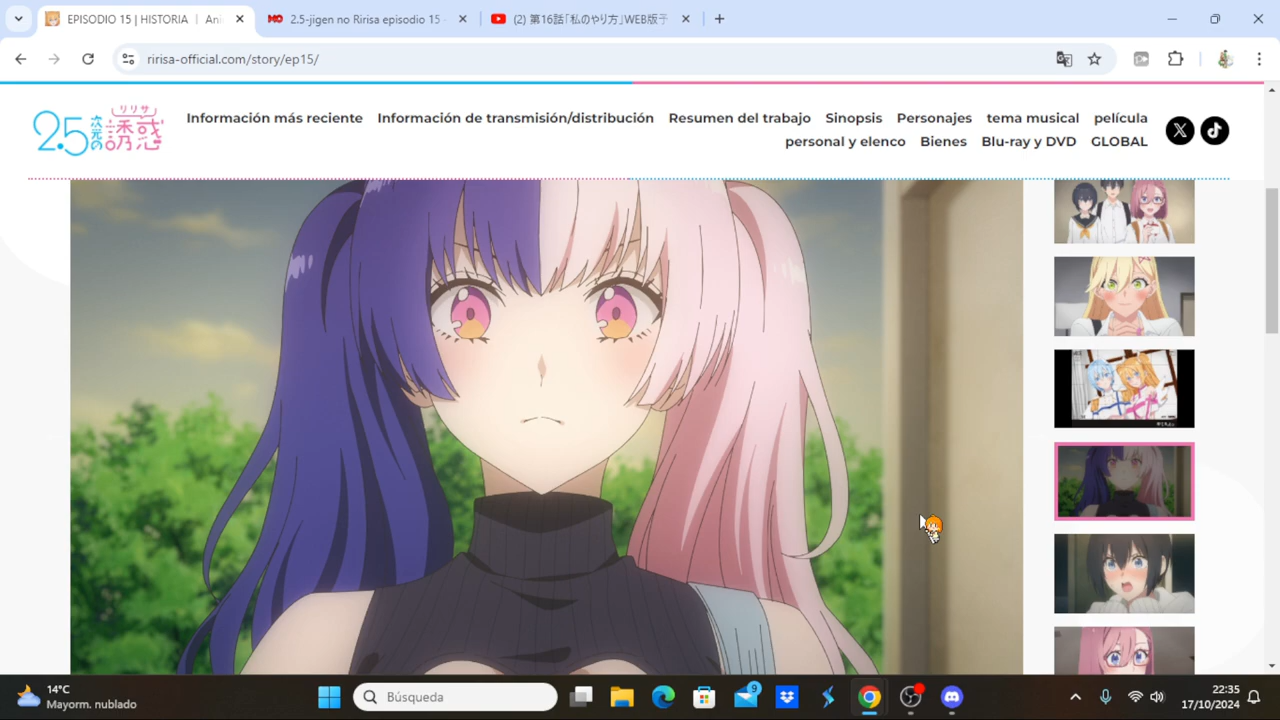 EPISODIO 15 | HISTORIA | Ani
2.5-jigen no Ririsa episodio 15
(2) 第16話「私のやり方」WEB版予
ririsa-official.com/story/ep15/
リリサ
2.5次元の誘惑
Información más reciente
Información de transmisión/distribución
Resumen del trabajo
Sinopsis
Personajes
tema musical
película
personal y elenco
Bienes
Blu-ray y DVD
GLOBAL
14°C
Mayorm. nublado
Búsqueda
9
22:35
17/10/2024